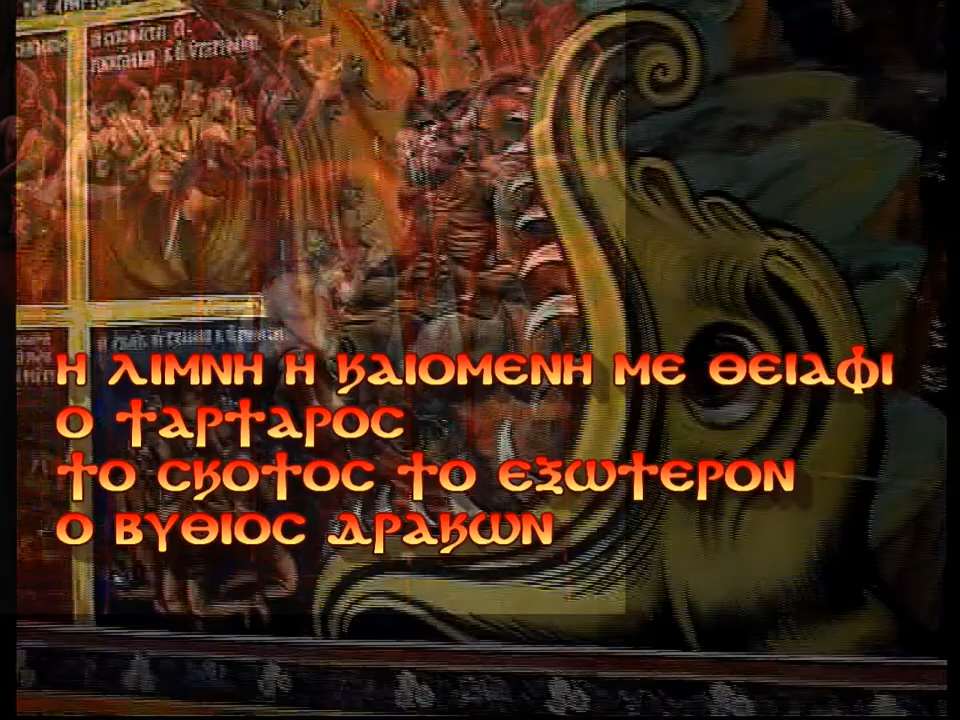 Η ΛΙΜΝΗ Η ΚΑΙΟΜΕΝΗ ΜΕ ΘΕΙΑΦΙ
Ο ΤΑΡΤΑΡΟΣ
ΤΟ ΣΚΟΤΟΣ ΤΟ ΕΞΩΤΕΡΟΝ
Ο ΒΥΘΙΟΣ ΔΡΑΚΩΝ